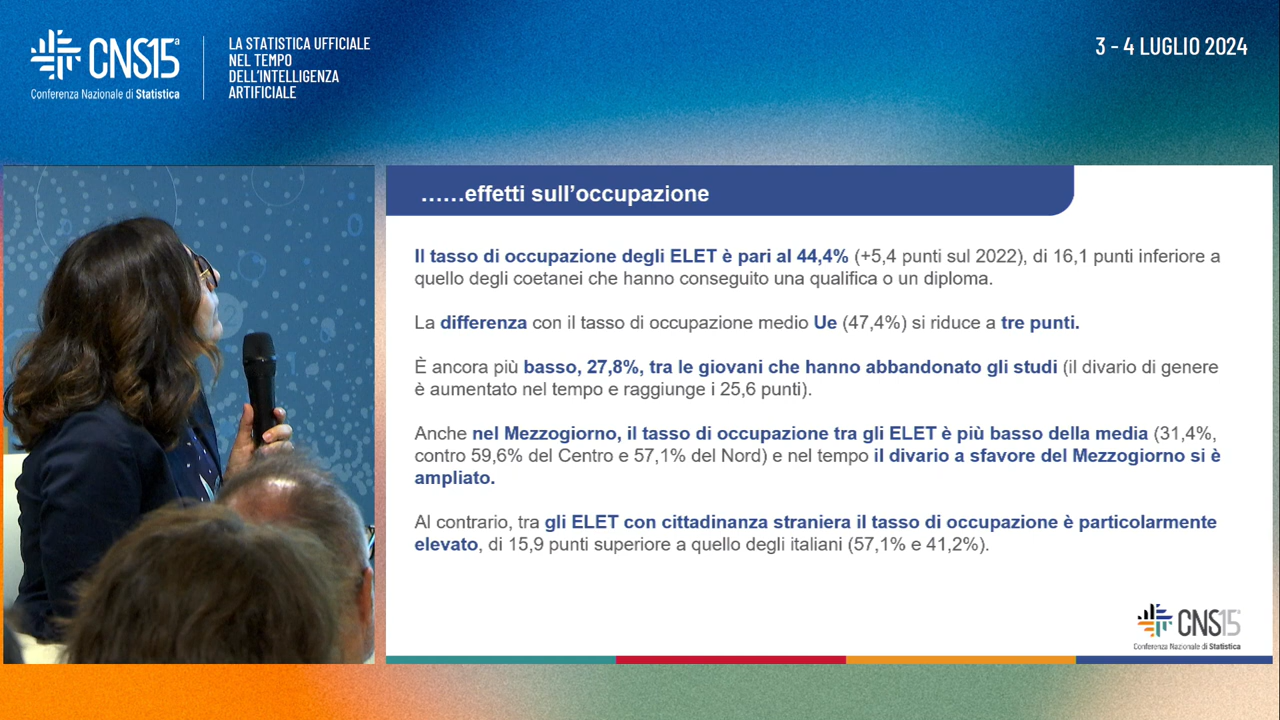 CNS15ª
Conferenza Nazionale di Statistica
LA STATISTICA UFFICIALE
NEL TEMPO
DELL'INTELLIGENZA
ARTIFICIALE
3 - 4 LUGLIO 2024
……effetti sull'occupazione
Il tasso di occupazione degli ELET è pari al 44,4% (+5,4 punti sul 2022), di 16,1 punti inferiore a
quello degli coetanei che hanno conseguito una qualifica o un diploma.
La differenza con il tasso di occupazione medio Ue (47,4%) si riduce a tre punti.
È ancora più basso, 27,8%, tra le giovani che hanno abbandonato gli studi (il divario di genere
è aumentato nel tempo e raggiunge i 25,6 punti).
Anche nel Mezzogiorno, il tasso di occupazione tra gli ELET è più basso della media (31,4%,
contro 59,6% del Centro e 57,1% del Nord) e nel tempo il divario a sfavore del Mezzogiorno si è
ampliato.
Al contrario, tra gli ELET con cittadinanza straniera il tasso di occupazione è particolarmente
elevato, di 15,9 punti superiore a quello degli italiani (57,1% e 41,2%).
CNS15
Conferenza Nazionale di Statistica